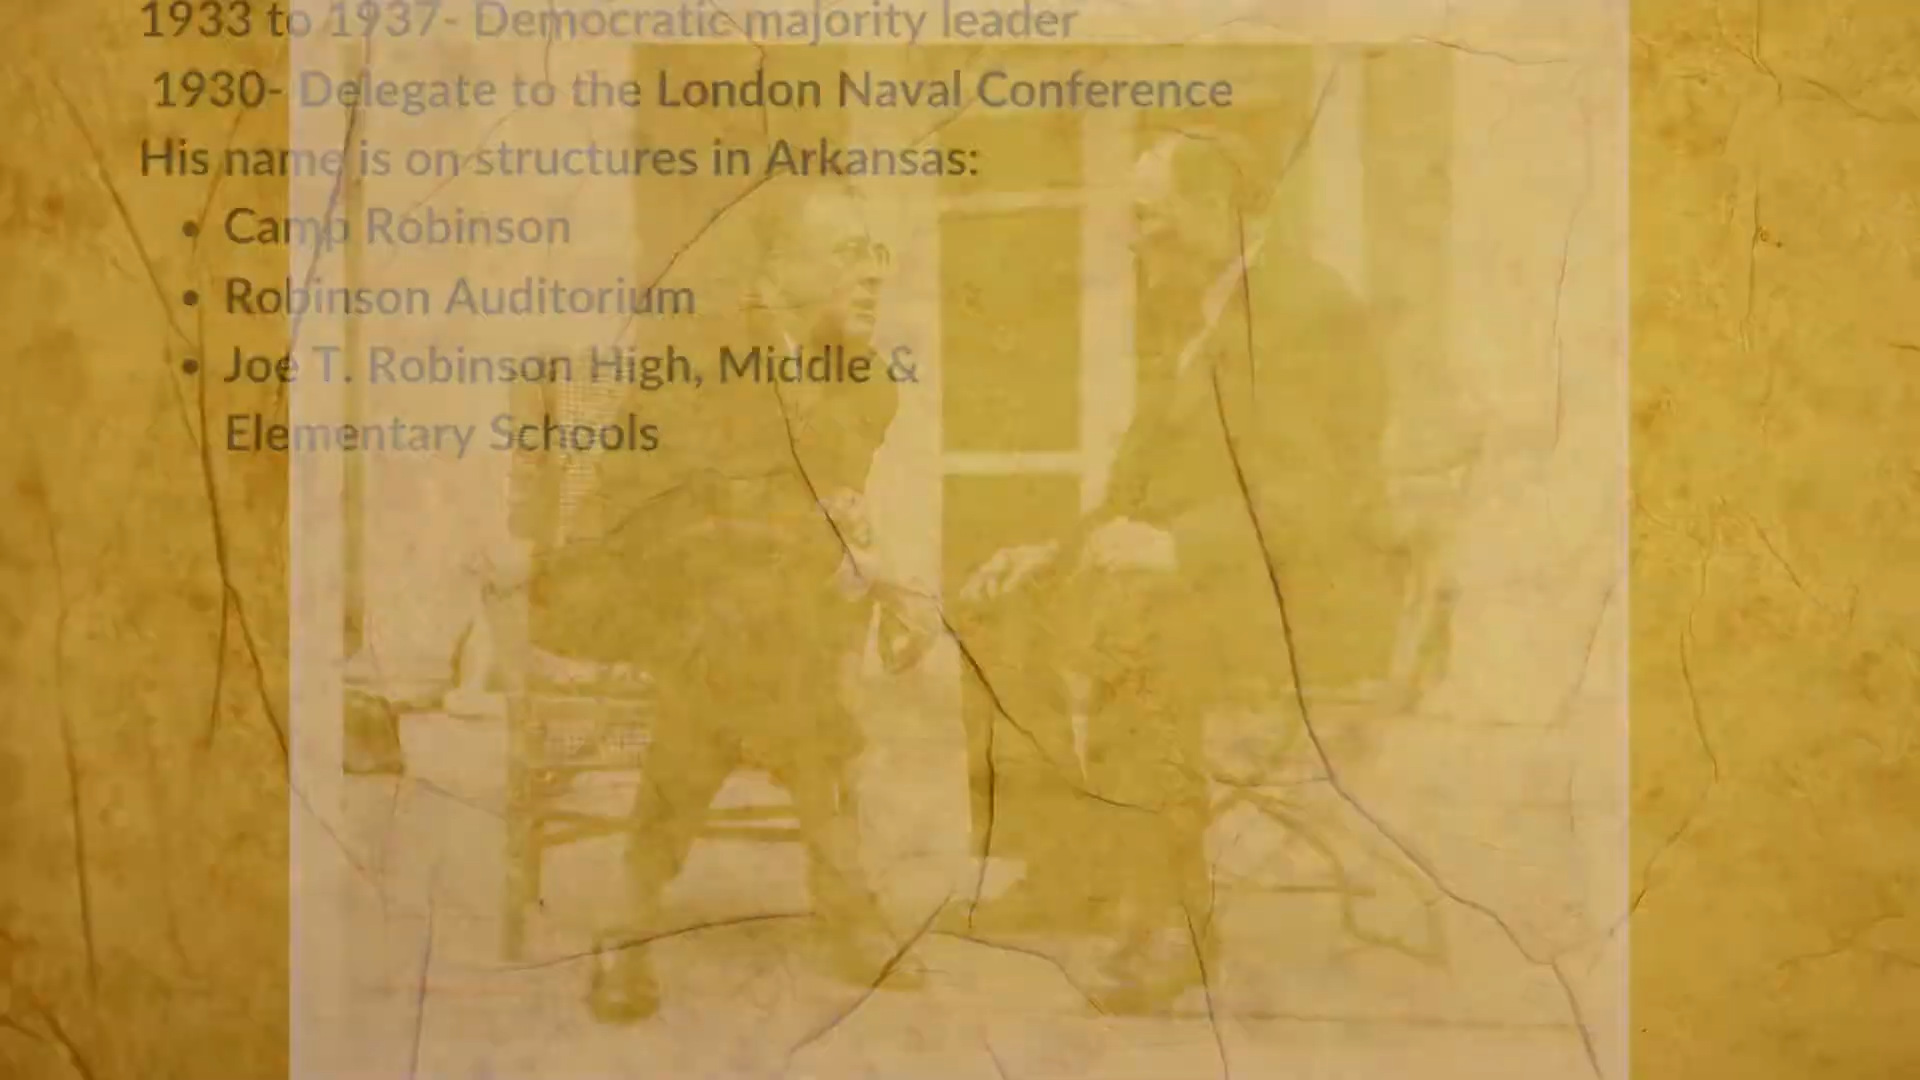 1933 to 1937- Democratic majority leader
1930- Delegate to the London Naval Conference
His name is on structures in Arkansas:
• Camp Robinson
• Robinson Auditorium
• Joe T. Robinson High, Middle &
Elementary Schools